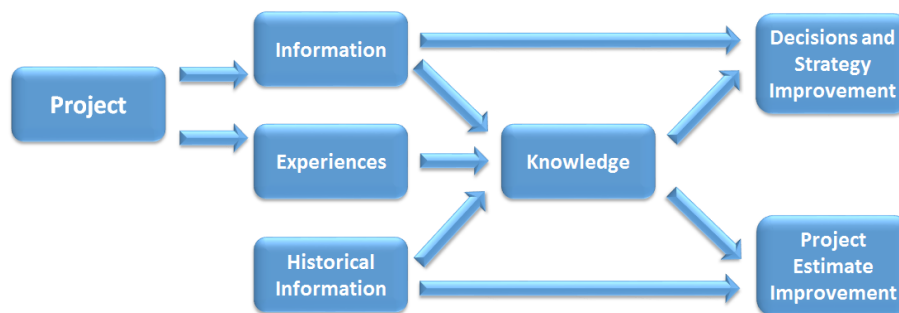 Project
Information
Experiences
Historical
Information
Knowledge
Decisions and
Strategy
Improvement
Project
Estimate
Improvement